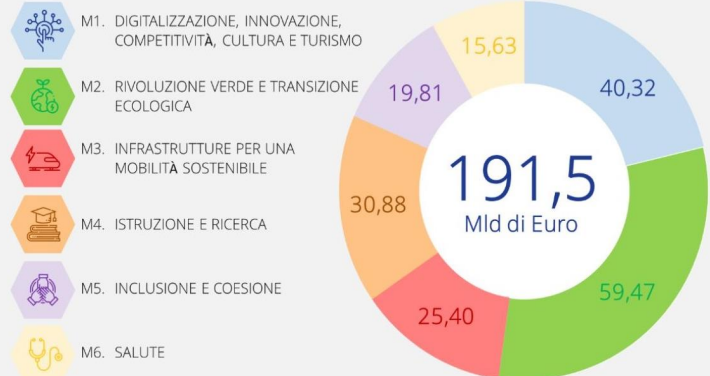 M1. DIGITALIZZAZIONE, INNOVAZIONE,
COMPETITIVITÀ, CULTURA E TURISMO
M2. RIVOLUZIONE VERDE E TRANSIZIONE
ECOLOGICA
M3. INFRASTRUTTURE PER UNA
MOBILITÀ SOSTENIBILE
M4. ISTRUZIONE E RICERCA
M5. INCLUSIONE E COESIONE
M6. SALUTE
15,63
40,32
19,81
191,5
Mld di Euro
30,88
59,47
25,40